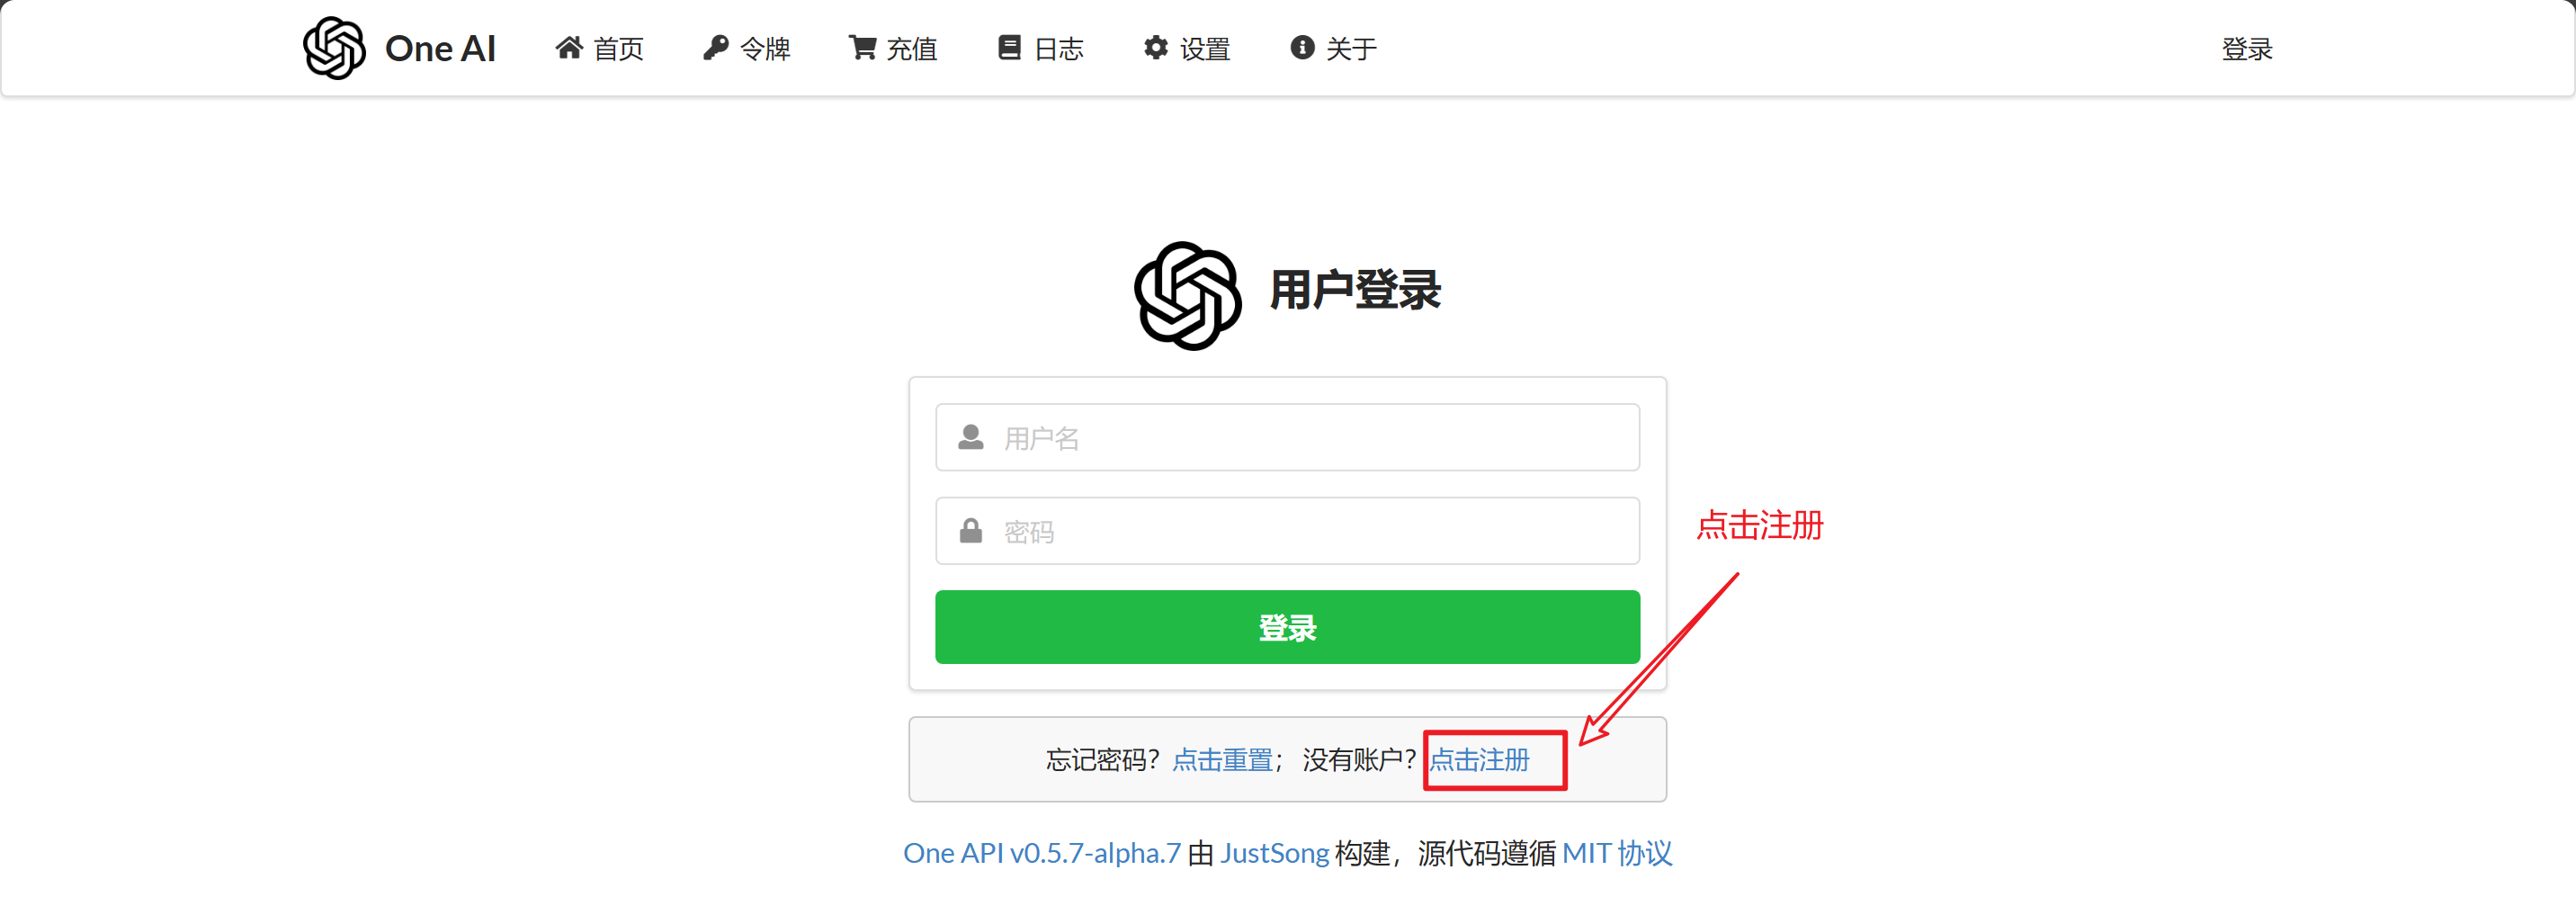 One AI 首页 令牌 充值 日志 设置 关于 登录
用户登录
用户名
密码
点击注册
登录
忘记密码？点击重置； 没有账户？点击注册
One API v0.5.7-alpha.7 由 JustSong 构建，源代码遵循 MIT 协议